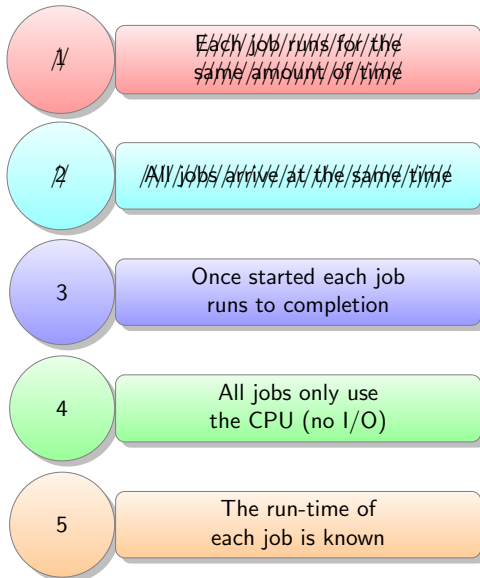 1
Each job runs for the
same amount of time
2
All jobs arrive at the same time
3
Once started each job
runs to completion
4
All jobs only use
the CPU (no I/O)
5
The run-time of
each job is known